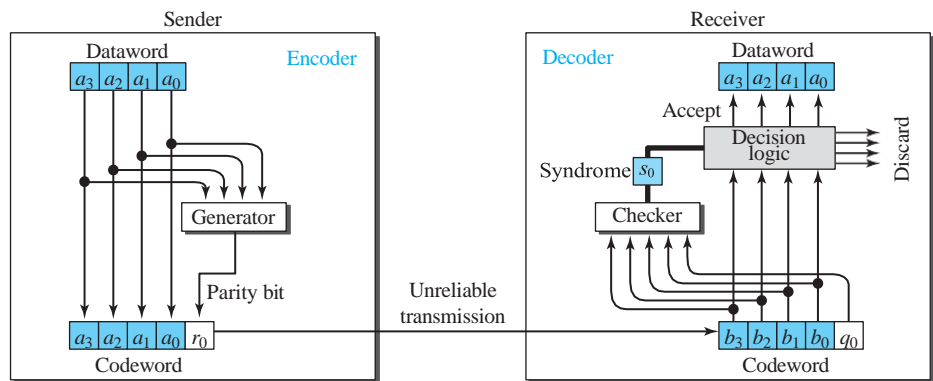 Sender
Encoder
Dataword
a₃ a₂ a₁ a₀
Generator
Parity bit
a₃ a₂ a₁ a₀ r₀
Codeword
Unreliable
transmission
Receiver
Decoder
Dataword
a₃ a₂ a₁ a₀
Accept
Decision
logic
Discard
Syndrome s₀
Checker
b₃ b₂ b₁ b₀ q₀
Codeword